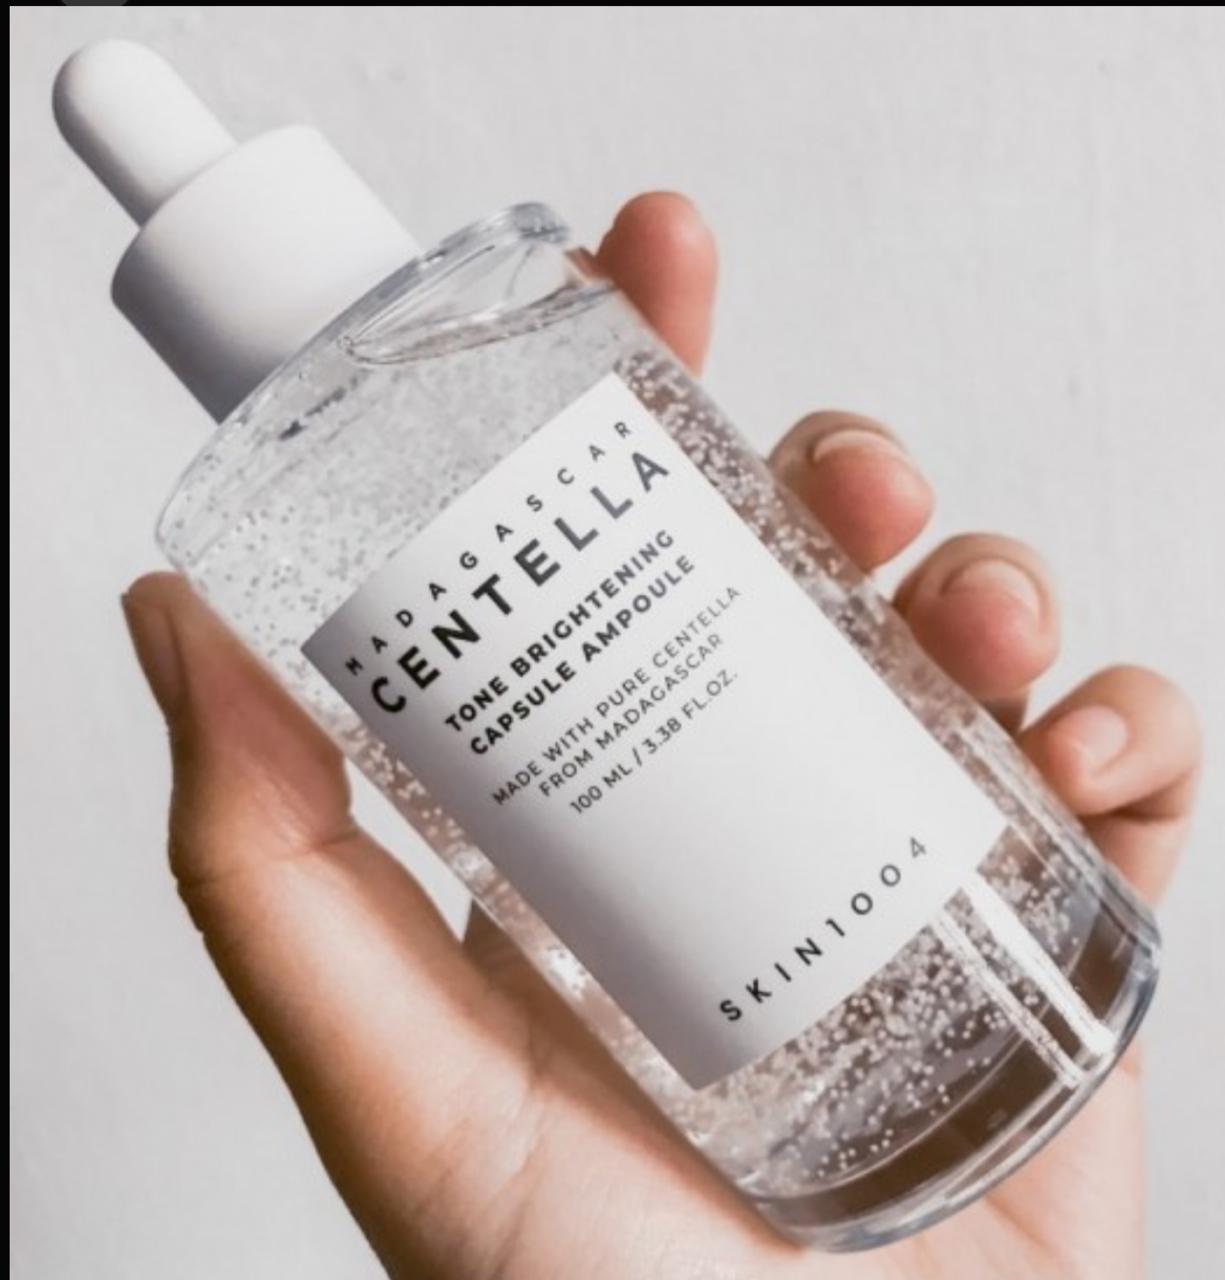 MADAGASCAR
CENTELLA
TONE BRIGHTENING
CAPSULE AMPOULE
MADE WITH PURE CENTELLA
FROM MADAGASCAR
100 ML / 3.38 FL.OZ.
SKIN1004